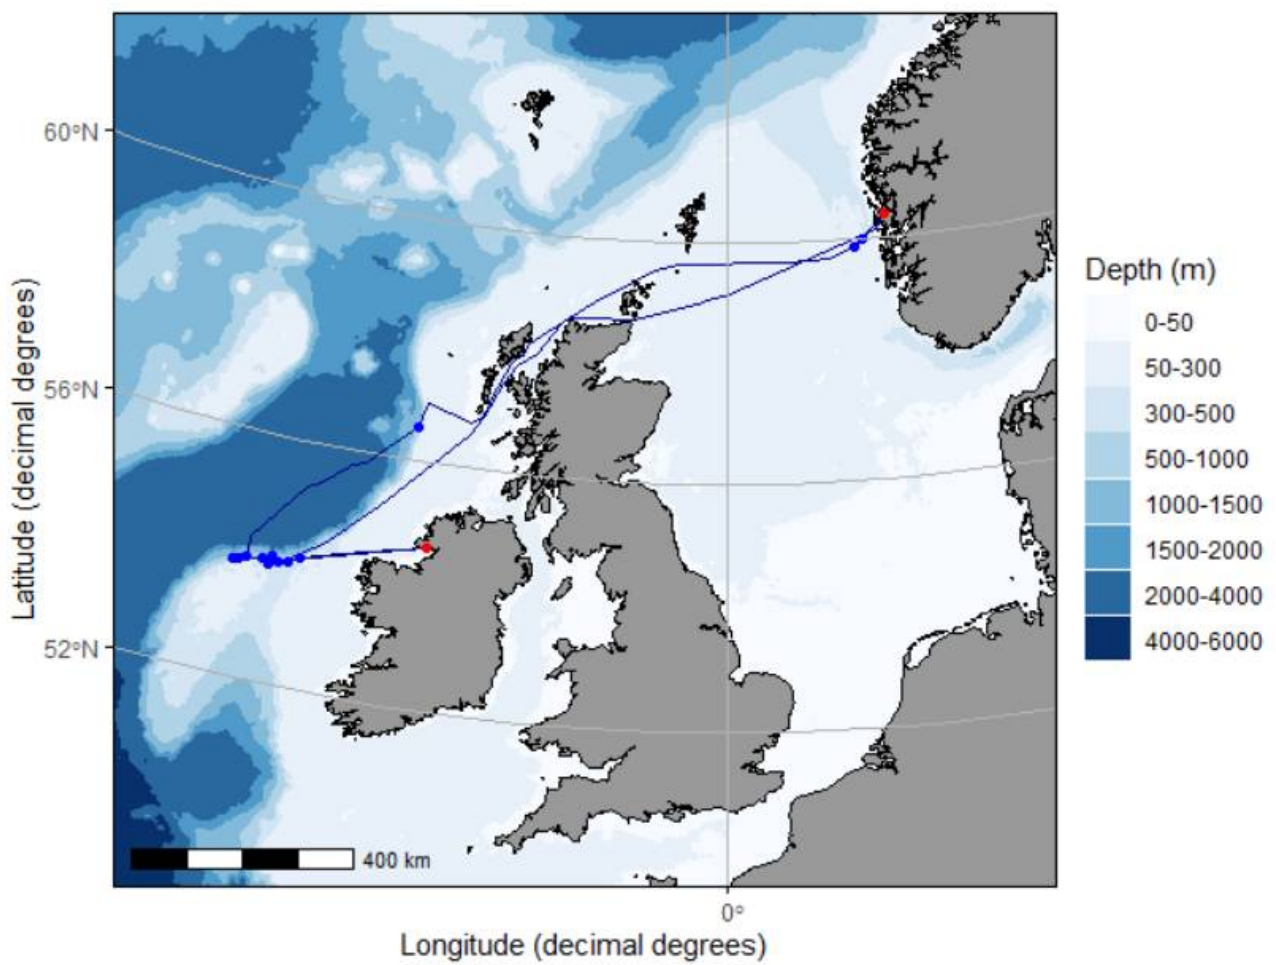 60°N
56°N
52°N
Latitude (decimal degrees)
400 km
0°
Longitude (decimal degrees)
Depth (m)
0-50
50-300
300-500
500-1000
1000-1500
1500-2000
2000-4000
4000-6000